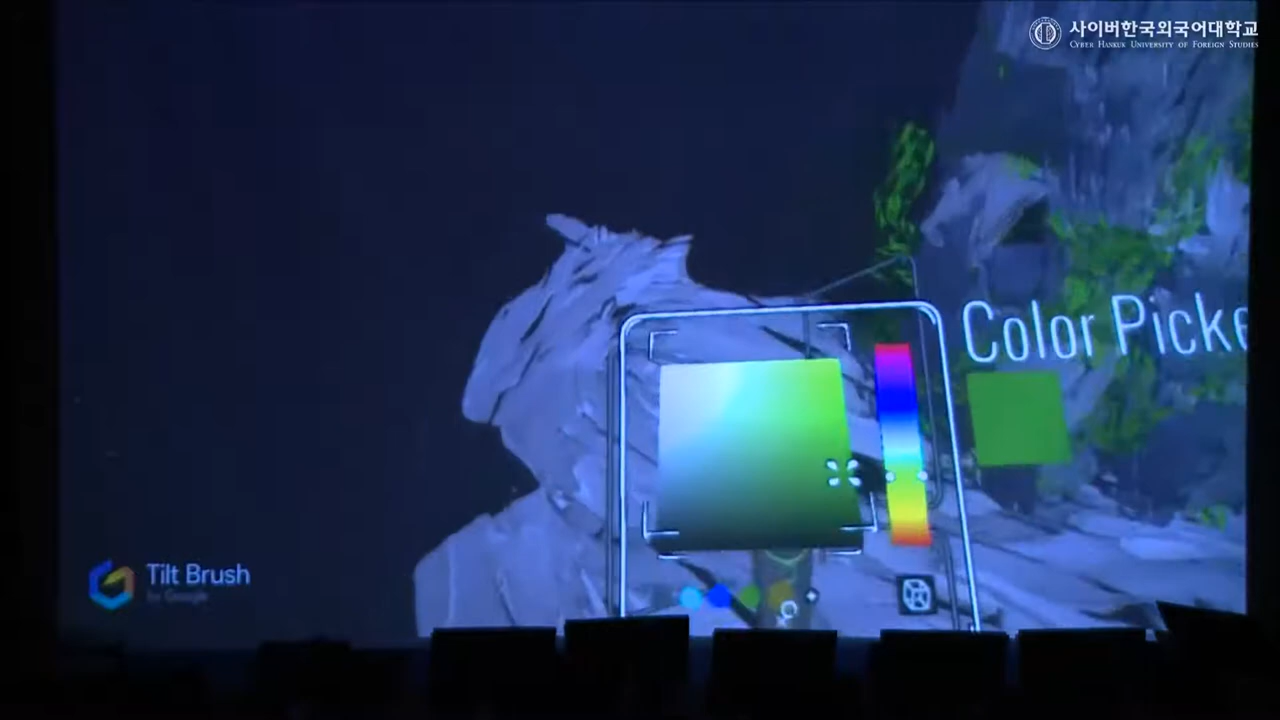 사이버한국외국어대학교
CYBER HANKUK UNIVERSITY OF FOREIGN STUDIES
Color Picke
Tilt Brush
by Google